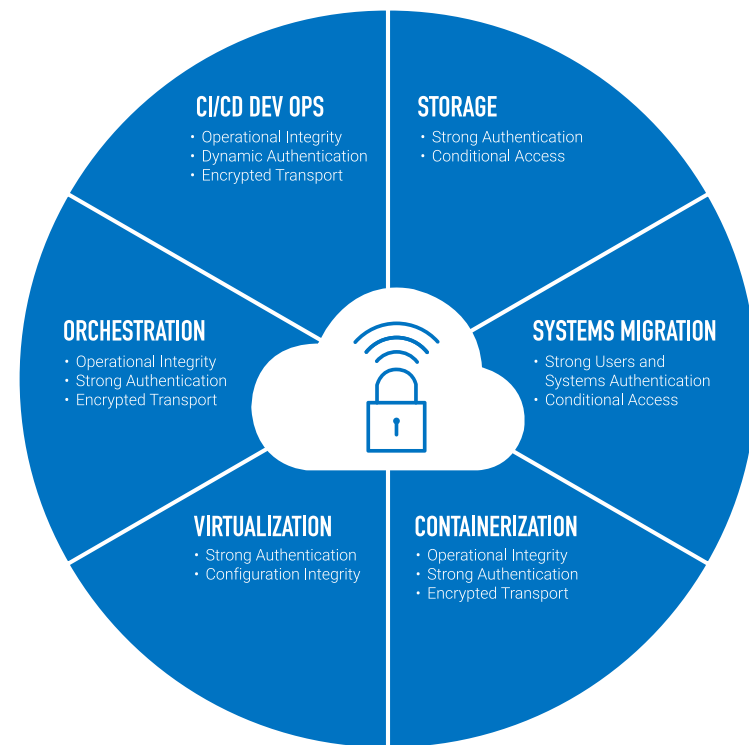 CI/CD DEV OPS
• Operational Integrity
• Dynamic Authentication
• Encrypted Transport
STORAGE
• Strong Authentication
• Conditional Access
ORCHESTRATION
• Operational Integrity
• Strong Authentication
• Encrypted Transport
SYSTEMS MIGRATION
• Strong Users and
Systems Authentication
• Conditional Access
VIRTUALIZATION
• Strong Authentication
• Configuration Integrity
CONTAINERIZATION
• Operational Integrity
• Strong Authentication
• Encrypted Transport